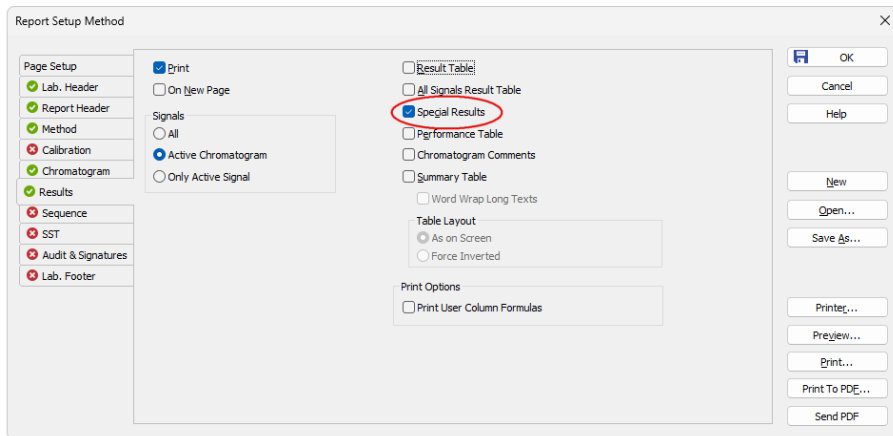 Report Setup Method
Page Setup
Lab. Header
Report Header
Method
Calibration
Chromatogram
Results
Sequence
SST
Audit & Signatures
Lab. Footer
Print
On New Page
Signals
All
Active Chromatogram
Only Active Signal
Result Table
All Signals Result Table
Special Results
Performance Table
Chromatogram Comments
Summary Table
Word Wrap Long Texts
Table Layout
As on Screen
Force Inverted
Print Options
Print User Column Formulas
OK
Cancel
Help
New
Open...
Save As...
Printer...
Preview...
Print...
Print To PDF...
Send PDF